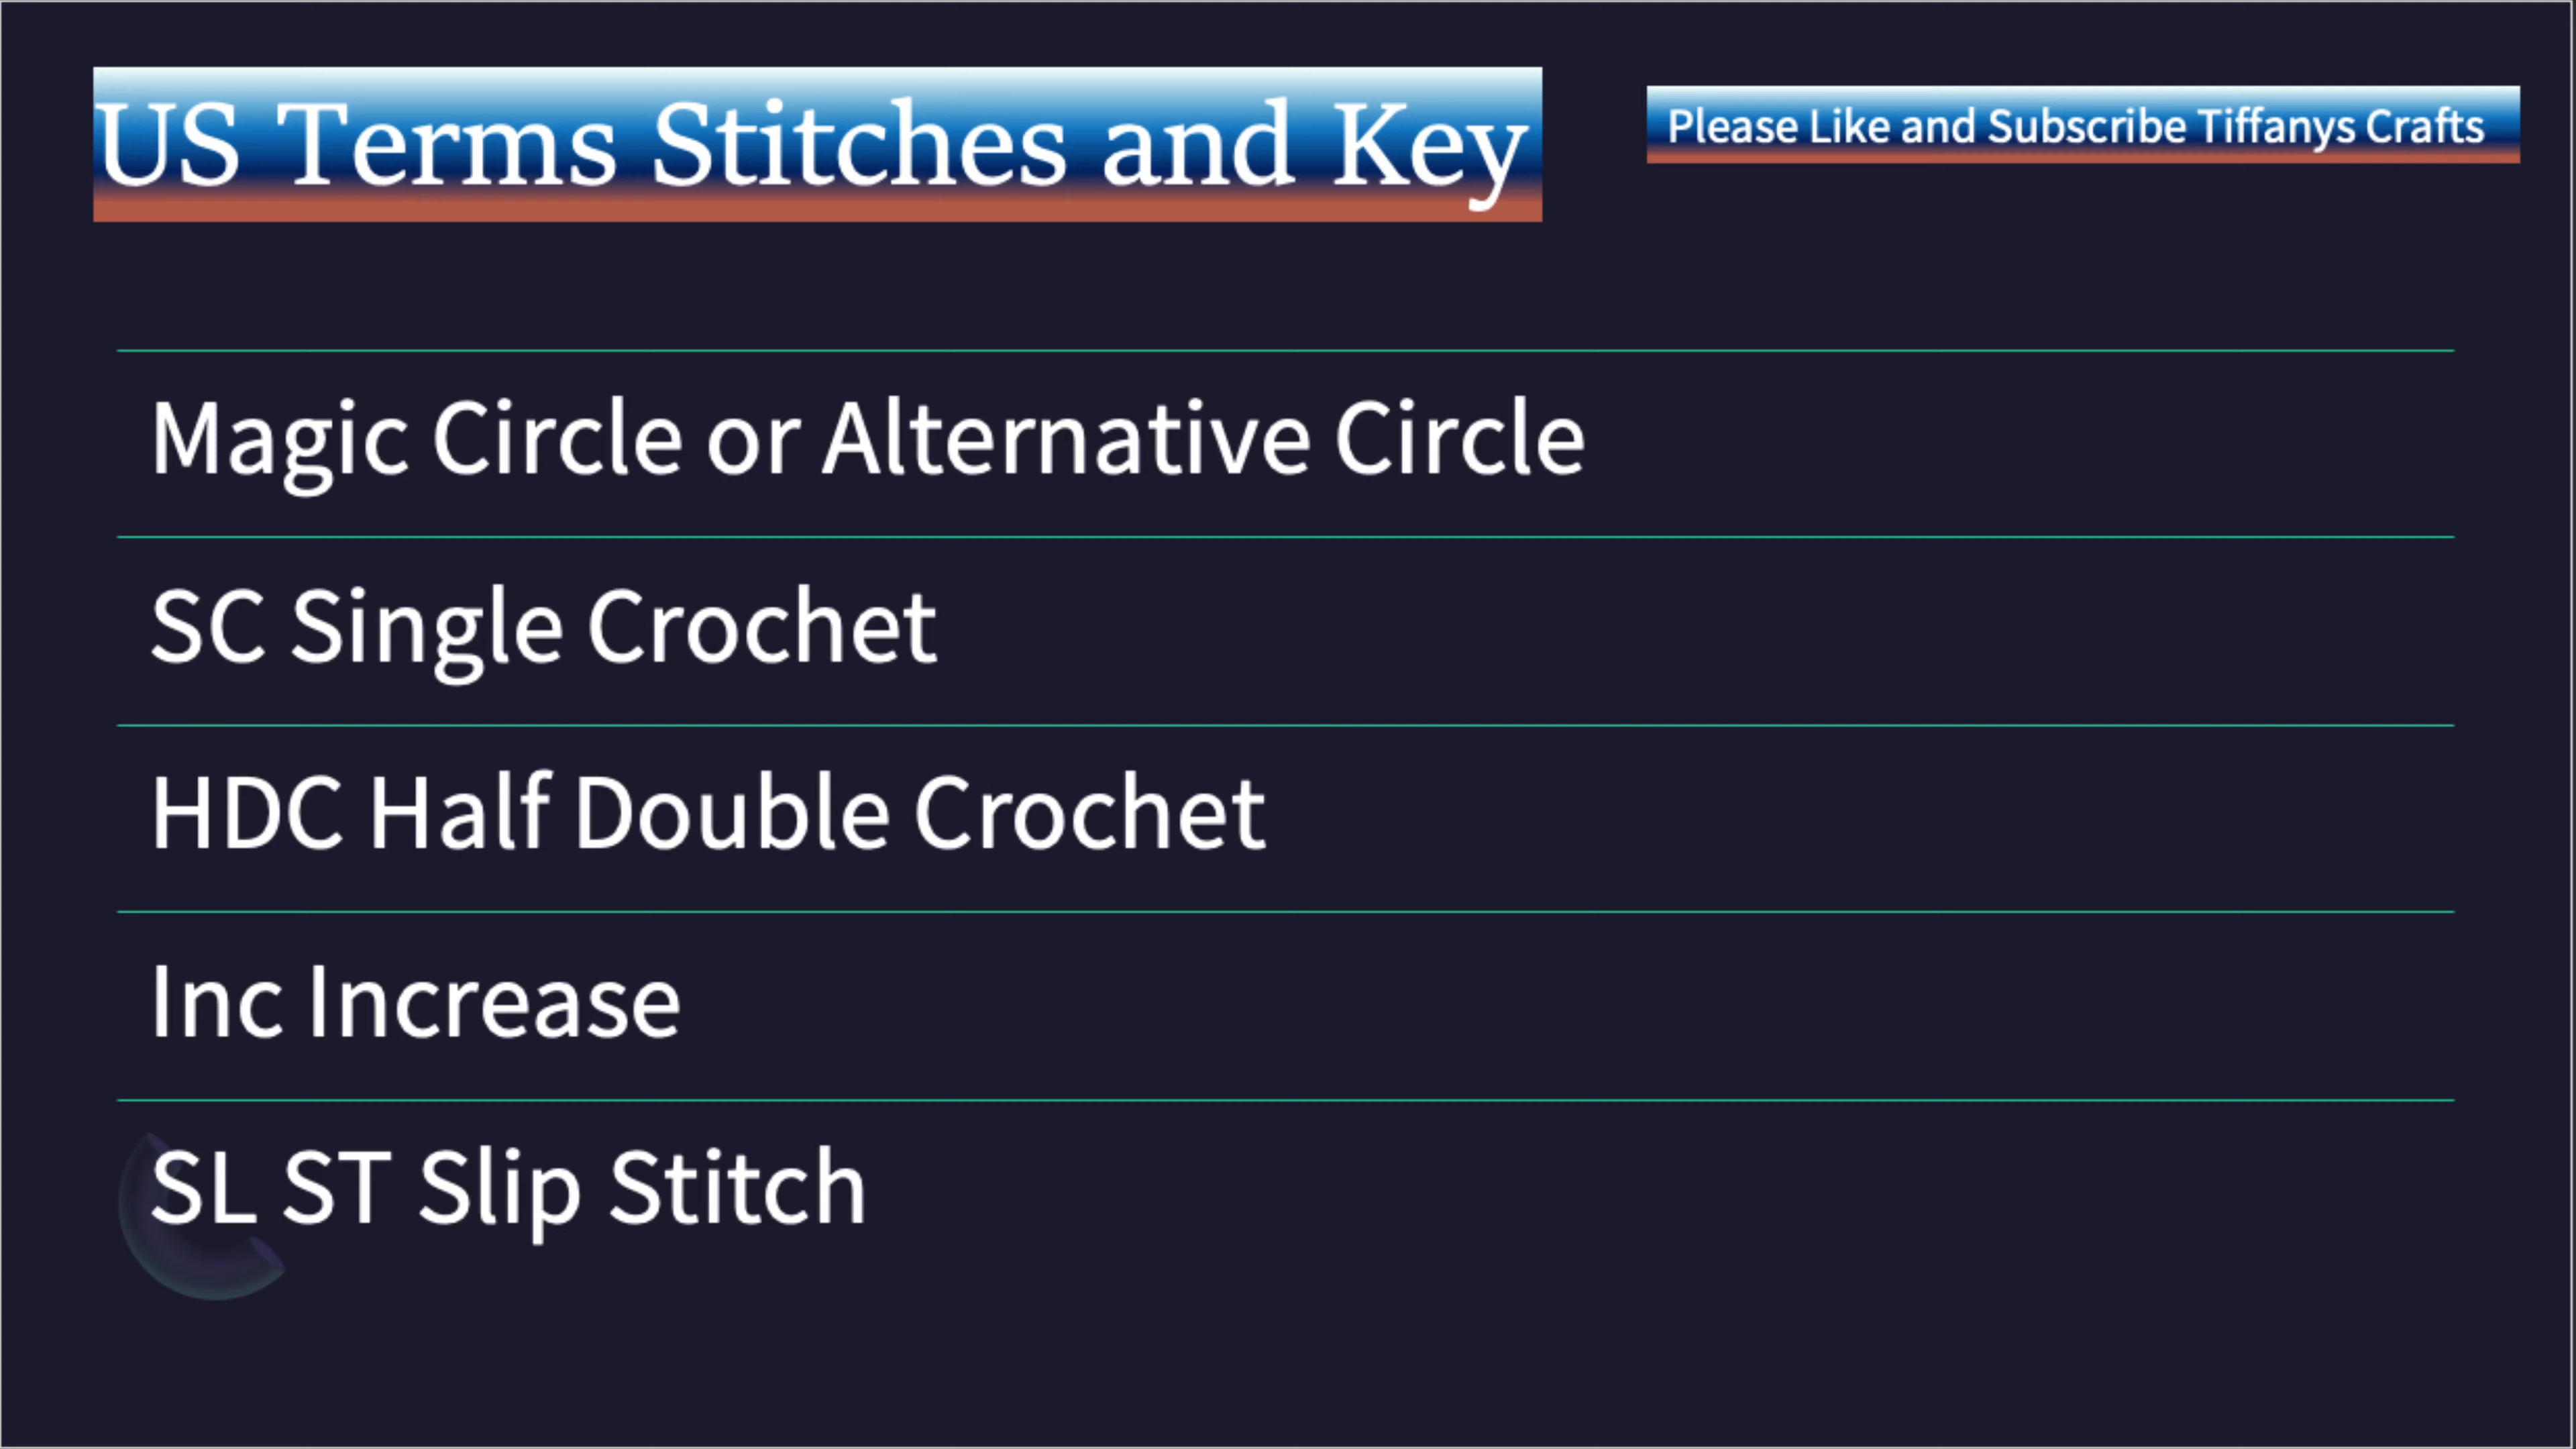 US Terms Stitches and Key
Please Like and Subscribe Tiffanys Crafts
Magic Circle or Alternative Circle
SC Single Crochet
HDC Half Double Crochet
Inc Increase
SL ST Slip Stitch